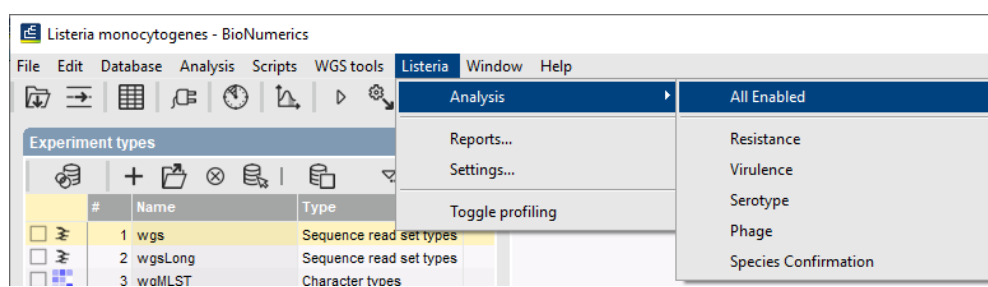 Listeria monocytogenes - BioNumerics
File Edit Database Analysis Scripts WGS tools Listeria Window Help
Analysis
All Enabled
Experiment types
Reports...
Resistance
Settings...
Virulence
Serotype
# Name Type
Toggle profiling
Phage
1 wgs Sequence read set types
2 wgsLong Sequence read set types
Species Confirmation
3 wgMLST Character types